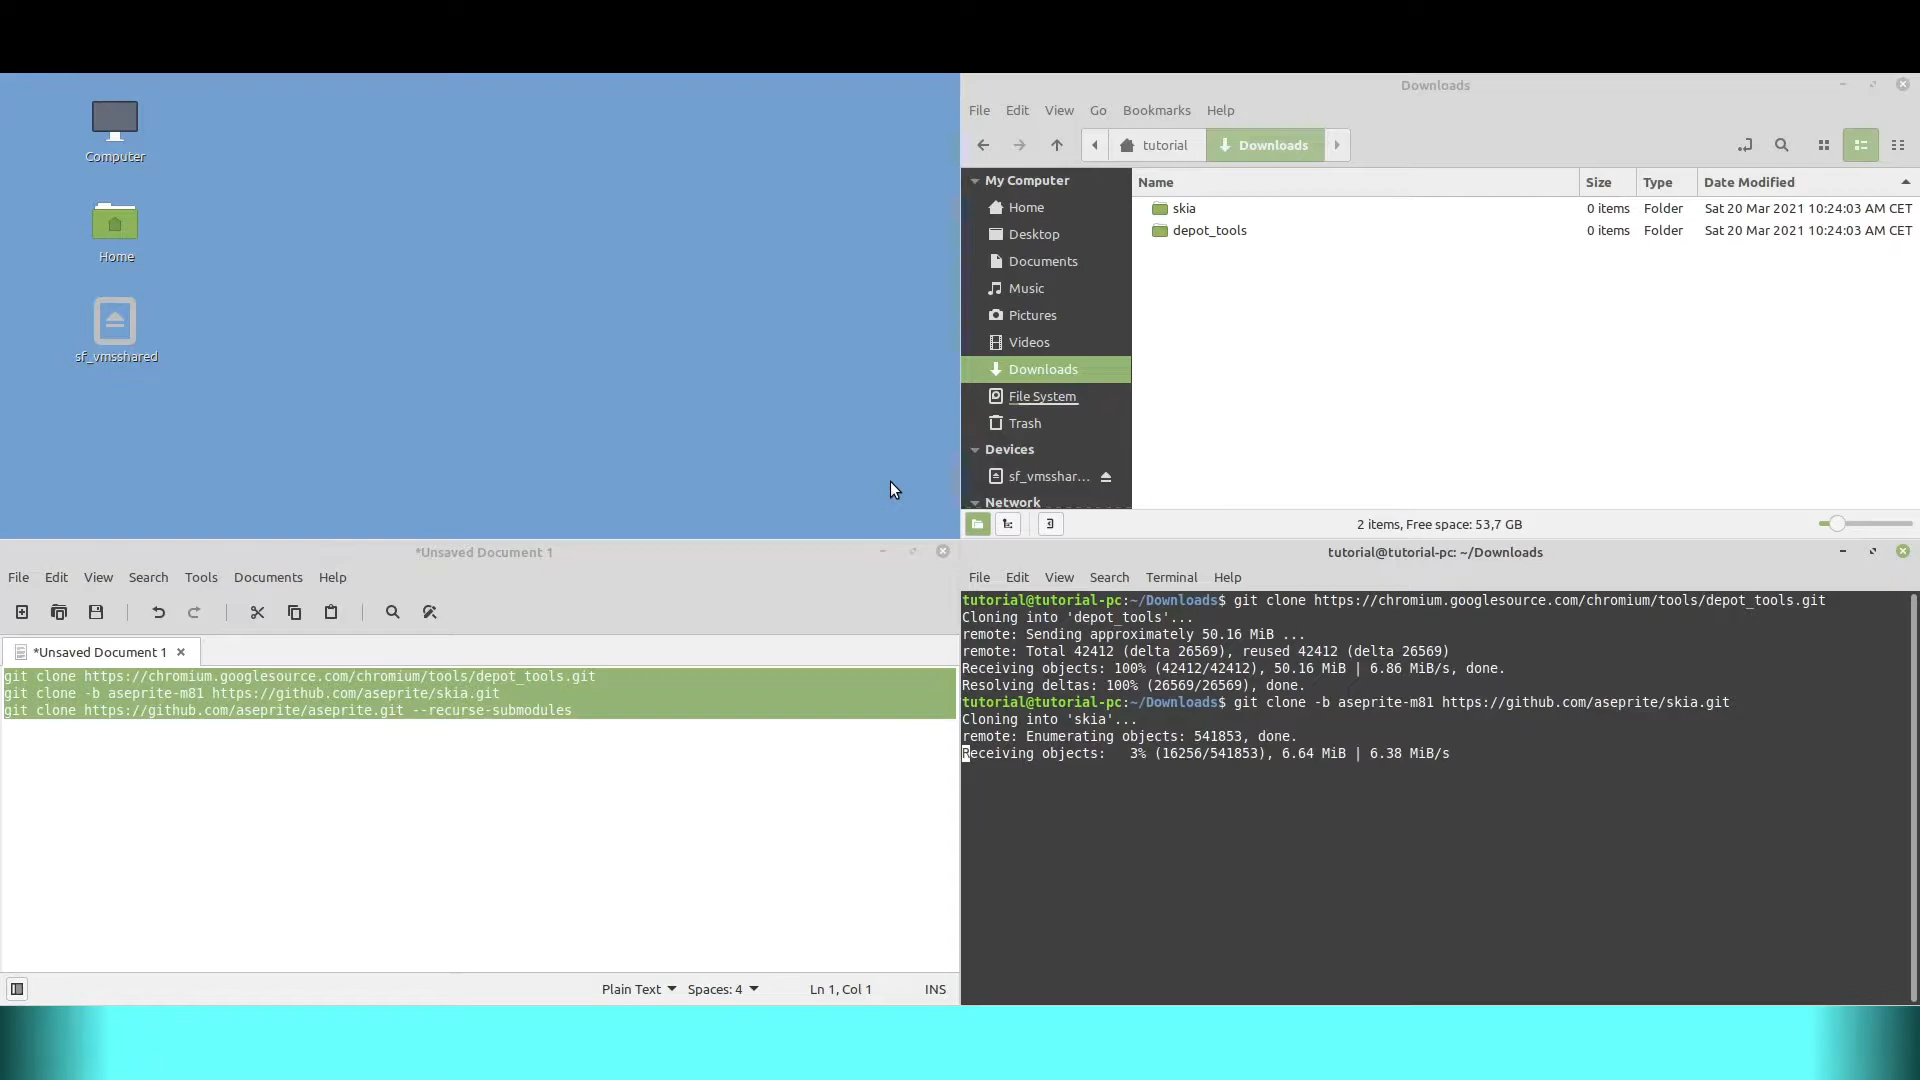 Computer
Home
sf_vmsshared
Downloads
File Edit View Go Bookmarks Help
tutorial Downloads
My Computer
Home
Desktop
Documents
Music
Pictures
Videos
Downloads
File System
Trash
Devices
sf_vmsshar...
Network
Name Size Type Date Modified
skia 0 items Folder Sat 20 Mar 2021 10:24:03 AM CET
depot_tools 0 items Folder Sat 20 Mar 2021 10:24:03 AM CET
2 items, Free space: 53,7 GB
*Unsaved Document 1
File Edit View Search Tools Documents Help
*Unsaved Document 1
git clone https://chromium.googlesource.com/chromium/tools/depot_tools.git
git clone -b aseprite-m81 https://github.com/aseprite/skia.git
git clone https://github.com/aseprite/aseprite.git --recurse-submodules
Plain Text Spaces: 4 Ln 1, Col 1 INS
tutorial@tutorial-pc: ~/Downloads
File Edit View Search Terminal Help
tutorial@tutorial-pc:~/Downloads$ git clone https://chromium.googlesource.com/chromium/tools/depot_tools.git
Cloning into 'depot_tools'...
remote: Sending approximately 50.16 MiB ...
remote: Total 42412 (delta 26569), reused 42412 (delta 26569)
Receiving objects: 100% (42412/42412), 50.16 MiB | 6.86 MiB/s, done.
Resolving deltas: 100% (26569/26569), done.
tutorial@tutorial-pc:~/Downloads$ git clone -b aseprite-m81 https://github.com/aseprite/skia.git
Cloning into 'skia'...
remote: Enumerating objects: 541853, done.
Receiving objects:   3% (16256/541853), 6.64 MiB | 6.38 MiB/s